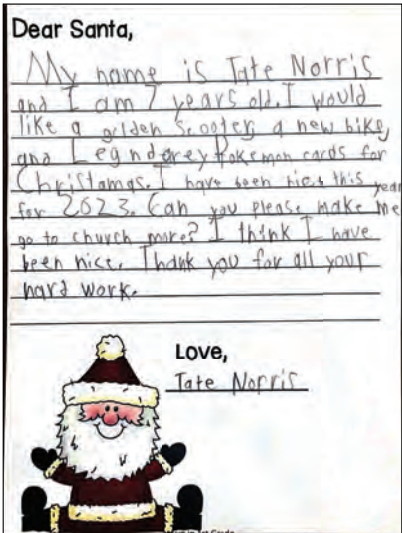 Dear Santa,
My name is Tate Norris
and I am 7 years old. I would
like a golden scooter, a new bike,
and Legndarey Pokemon cards for
Christamas. I have been nice this year
for 2023. Can you please make me
go to church more? I think I have
been nice. Thank you for all your
hard work.
Love,
Tate Norris